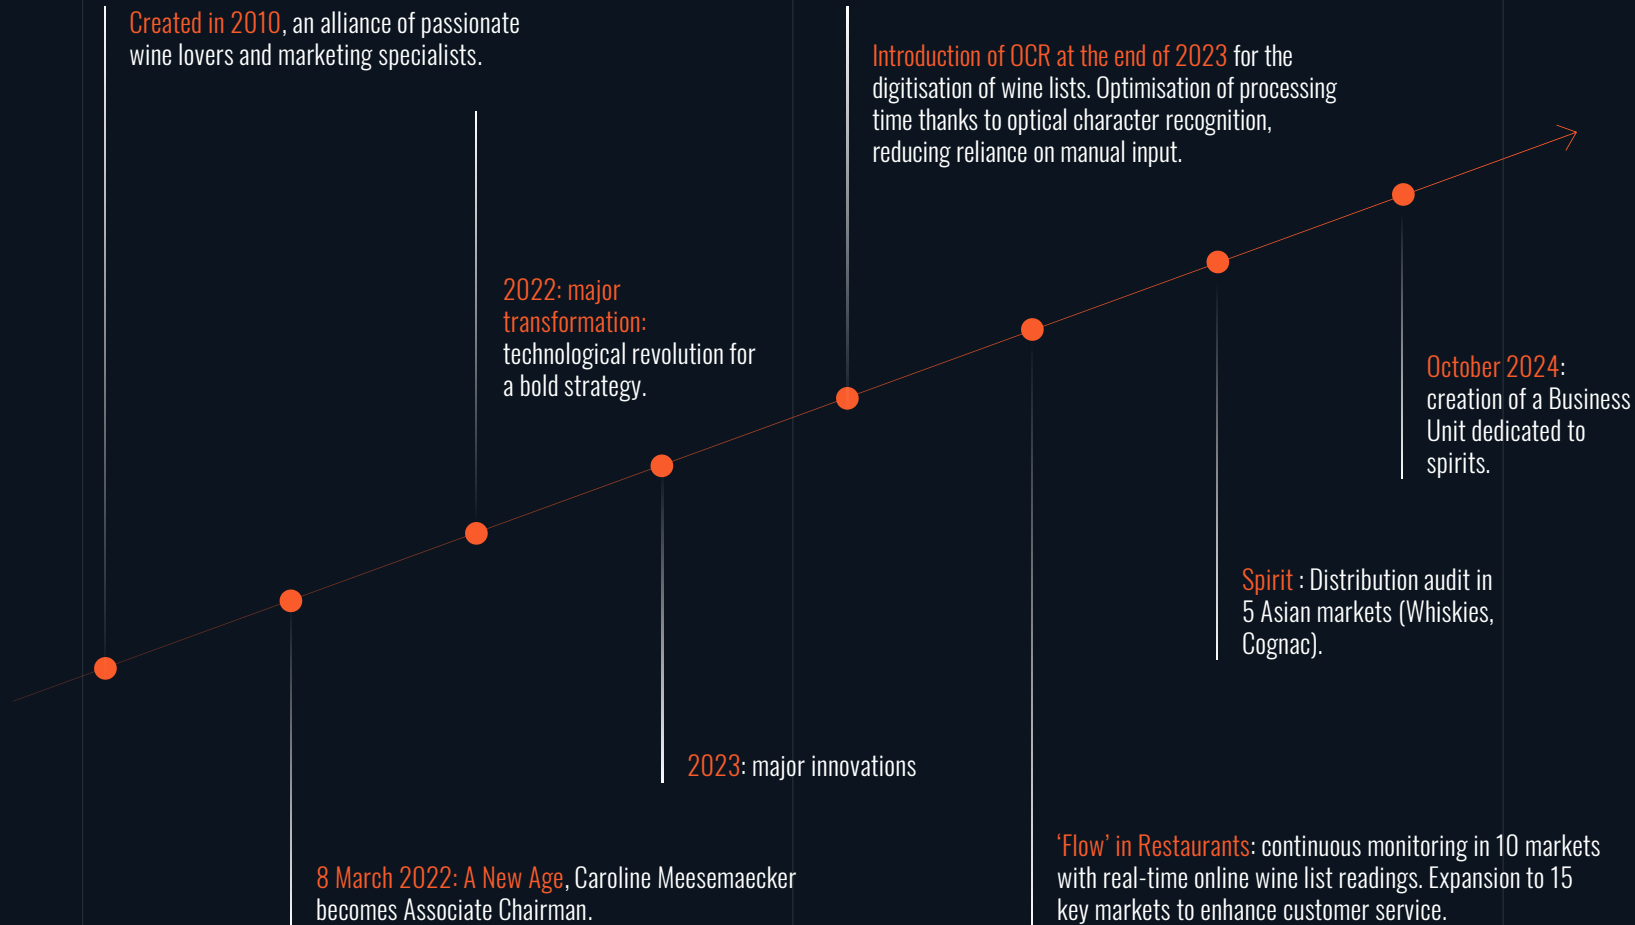 Created in 2010, an alliance of passionate
wine lovers and marketing specialists.
8 March 2022: A New Age, Caroline Meesemaecker
becomes Associate Chairman.
2022: major
transformation:
technological revolution for
a bold strategy.
2023: major innovations
Introduction of OCR at the end of 2023 for the
digitisation of wine lists. Optimisation of processing
time thanks to optical character recognition,
reducing reliance on manual input.
‘Flow’ in Restaurants: continuous monitoring in 10 markets
with real-time online wine list readings. Expansion to 15
key markets to enhance customer service.
Spirit : Distribution audit in
5 Asian markets (Whiskies,
Cognac).
October 2024:
creation of a Business
Unit dedicated to
spirits.